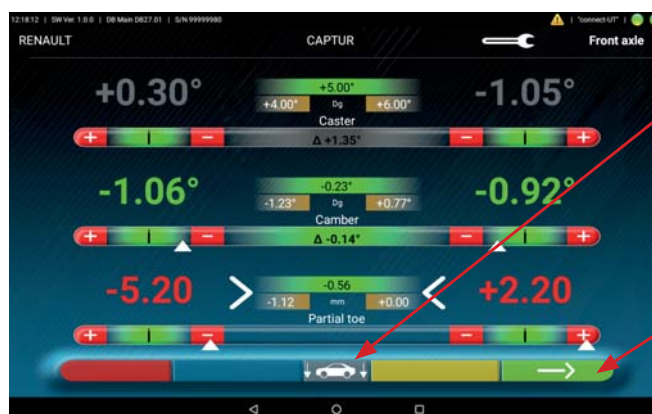 12:18:12 | SW Ver. 1.0.0 | DB Main DB27.01 | S/N 99999980 | "connect-UT" |
RENAULT CAPTUR Front axle
+0.30° +5.00° -1.05°
+4.00° Dg +6.00°
Caster
+ - Δ +1.35° - +
-1.06° -0.23° -0.92°
-1.23° Dg +0.77°
Camber
+ - Δ -0.14° - +
-5.20 -0.56 +2.20
-1.12 mm +0.00
Partial toe
+ - - +